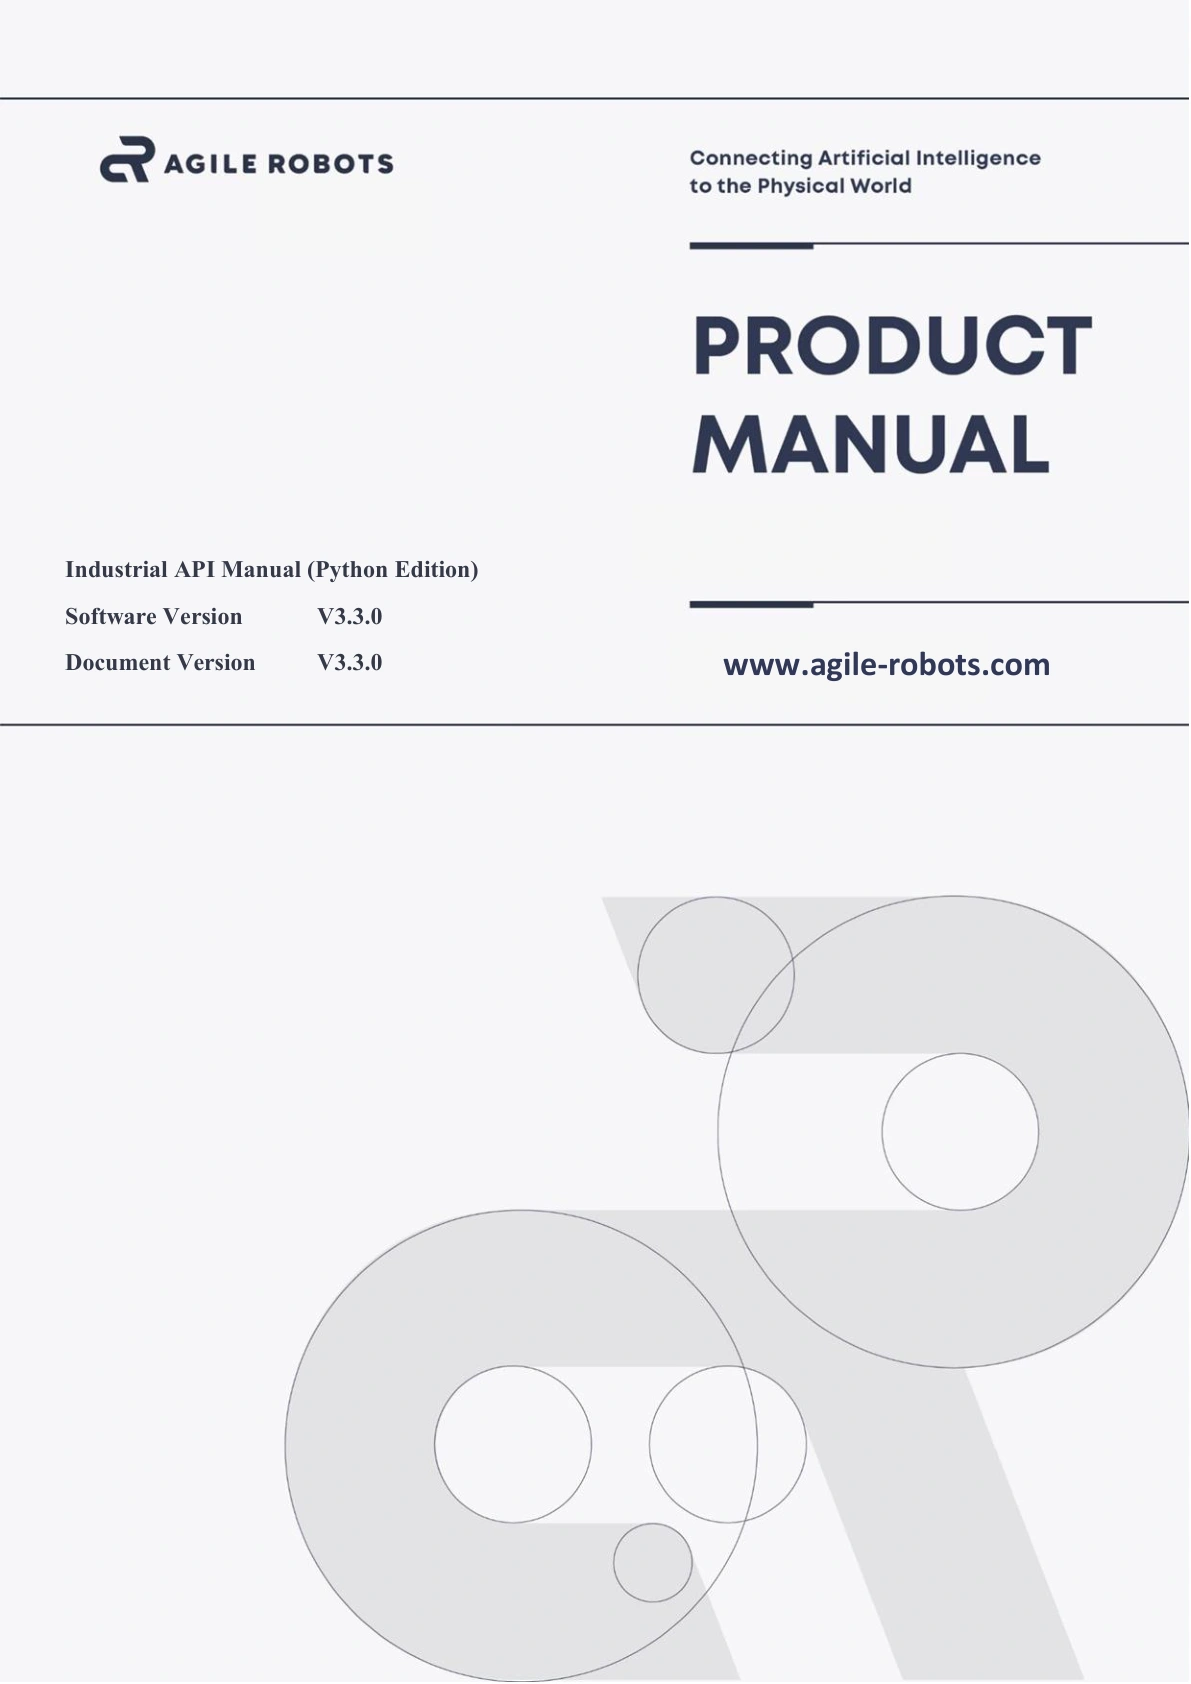 AGILE ROBOTS
Connecting Artificial Intelligence
to the Physical World
PRODUCT
MANUAL
Industrial API Manual (Python Edition)
Software Version V3.3.0
Document Version V3.3.0
www.agile-robots.com